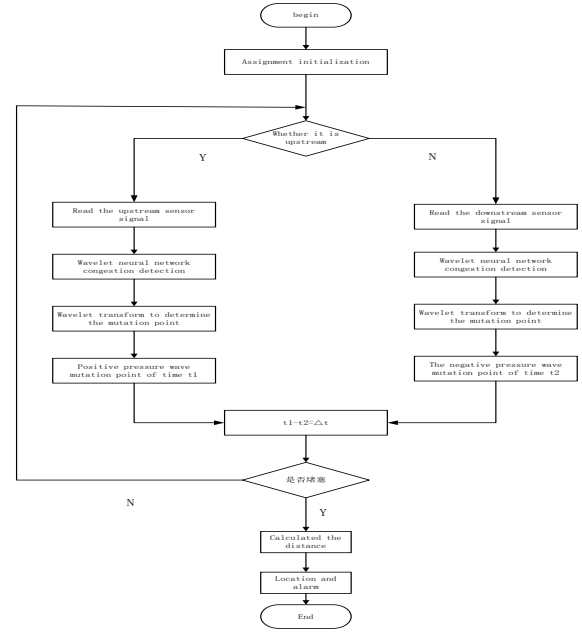 begin
Assignment initialization
Whether it is
upstream
Y
N
Read the upstream sensor
signal
Wavelet neural network
congestion detection
Wavelet transform to determine
the mutation point
Positive pressure wave
mutation point of time t1
Read the downstream sensor
signal
Wavelet neural network
congestion detection
Wavelet transform to determine
the mutation point
The negative pressure wave
mutation point of time t2
t1-t2=△t
是否堵塞
N
Y
Calculated the
distance
Location and
alarm
End